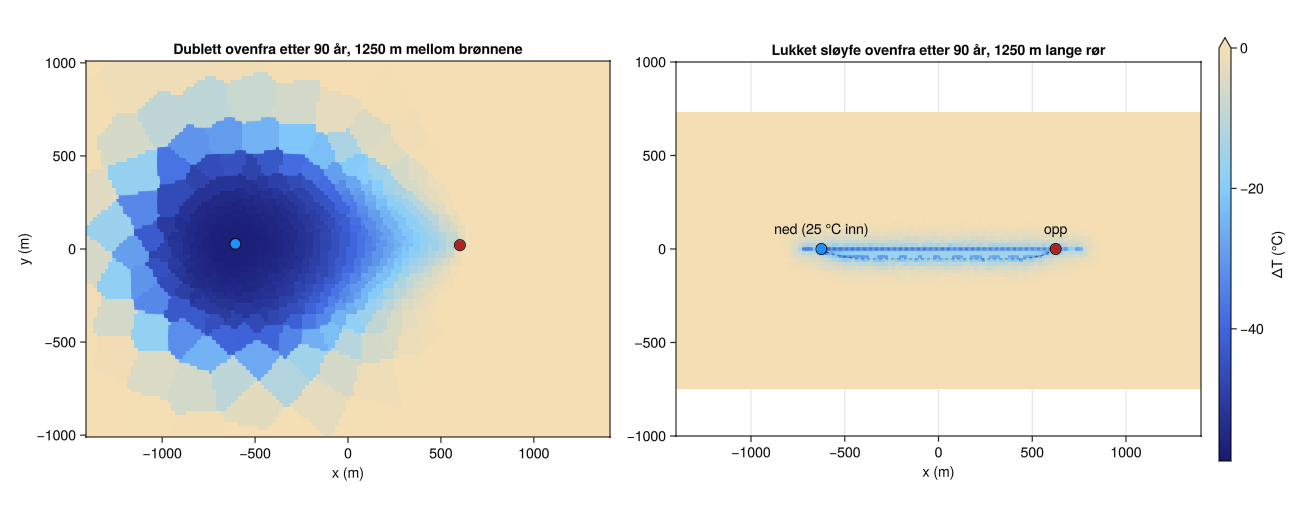 Dublett ovenfra etter 90 år, 1250 m mellom brønnene
1000
500
0
−500
−1000
y (m)
−1000
−500
0
500
1000
x (m)
Lukket sløyfe ovenfra etter 90 år, 1250 m lange rør
1000
500
0
−500
−1000
ned (25 °C inn)
opp
−1000
−500
0
500
1000
x (m)
0
−20
−40
ΔT (°C)